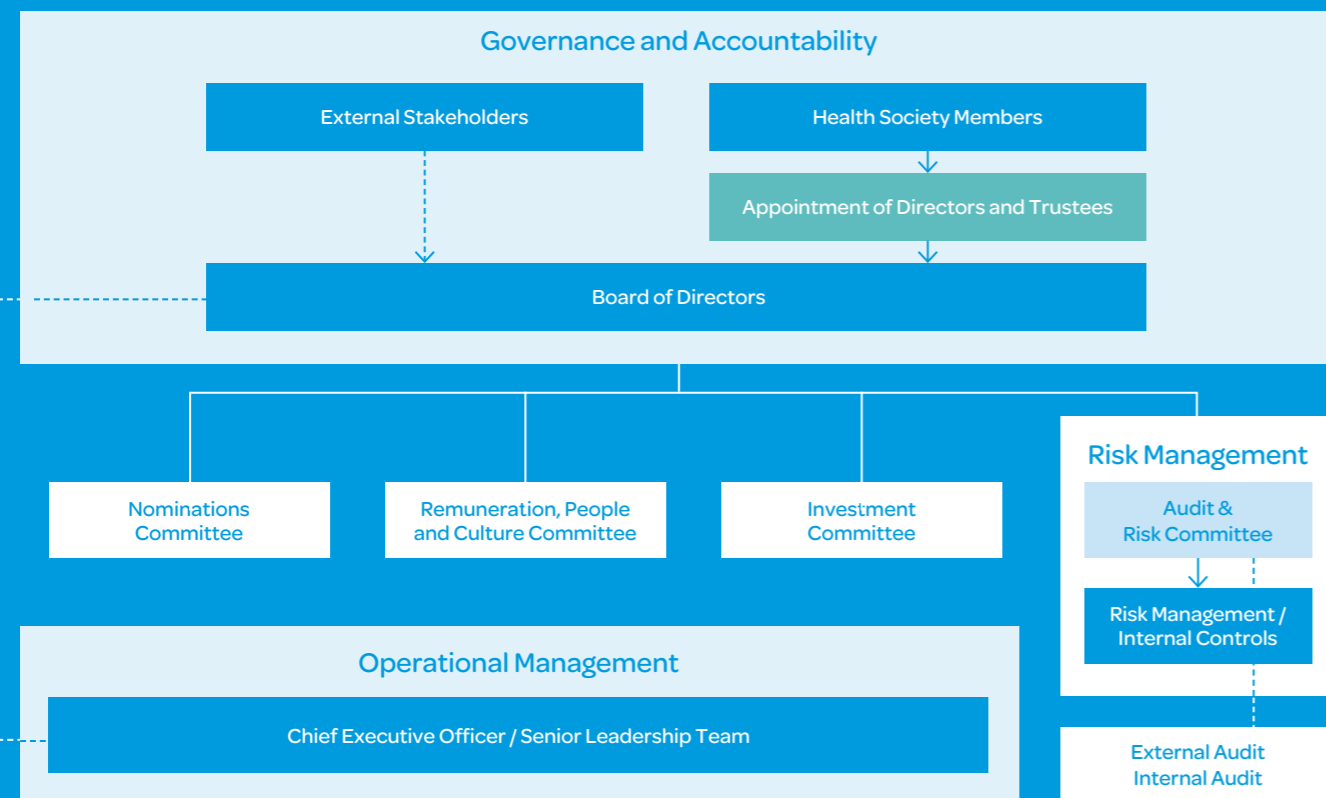 Governance and Accountability
External Stakeholders
Health Society Members
Appointment of Directors and Trustees
Board of Directors
Nominations
Committee
Remuneration, People
and Culture Committee
Investment
Committee
Risk Management
Audit &
Risk Committee
Risk Management /
Internal Controls
Operational Management
Chief Executive Officer / Senior Leadership Team
External Audit
Internal Audit